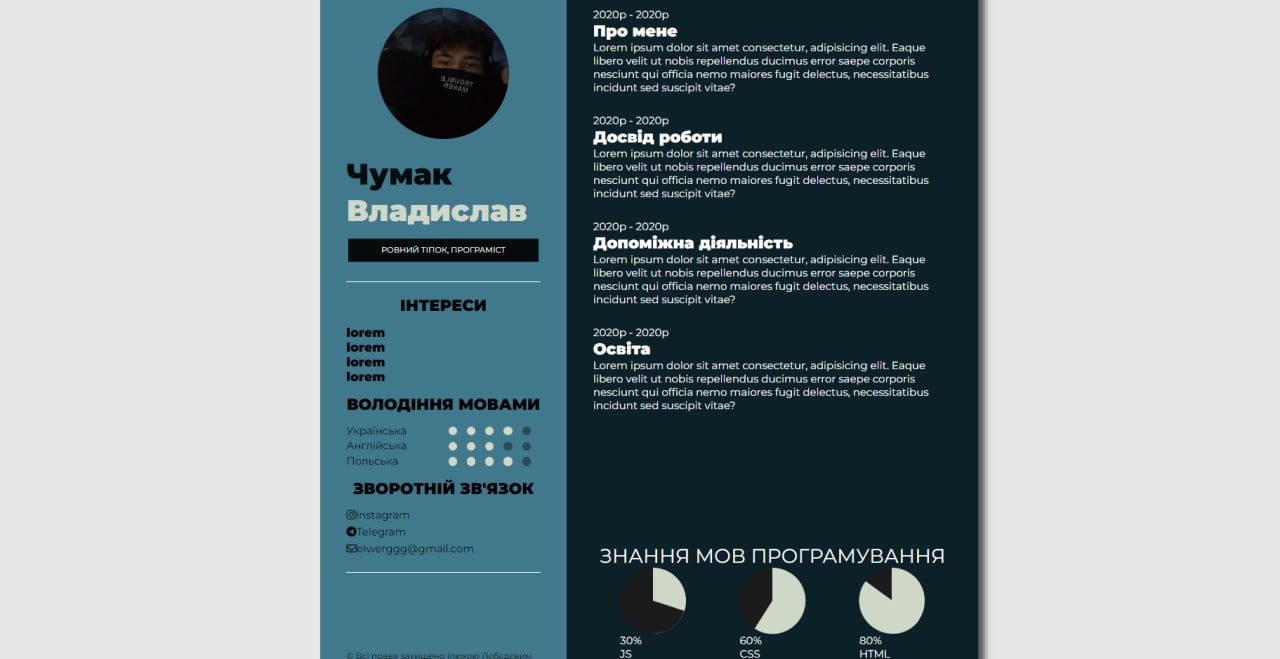 TROUBLE
MAKER
Чумак
Владислав
РОВНИЙ ТІПОК, ПРОГРАМІСТ
ІНТЕРЕСИ
lorem
lorem
lorem
lorem
ВОЛОДІННЯ МОВАМИ
Українська
Англійська
Польська
ЗВОРОТНІЙ ЗВ'ЯЗОК
Instagram
Telegram
elwerggg@gmail.com
© Всі права захищено Ілюхою Лєбєдєвим
2020р - 2020р
Про мене
Lorem ipsum dolor sit amet consectetur, adipisicing elit. Eaque
libero velit ut nobis repellendus ducimus error saepe corporis
nesciunt qui officia nemo maiores fugit delectus, necessitatibus
incidunt sed suscipit vitae?
2020р - 2020р
Досвід роботи
Lorem ipsum dolor sit amet consectetur, adipisicing elit. Eaque
libero velit ut nobis repellendus ducimus error saepe corporis
nesciunt qui officia nemo maiores fugit delectus, necessitatibus
incidunt sed suscipit vitae?
2020р - 2020р
Допоміжна діяльність
Lorem ipsum dolor sit amet consectetur, adipisicing elit. Eaque
libero velit ut nobis repellendus ducimus error saepe corporis
nesciunt qui officia nemo maiores fugit delectus, necessitatibus
incidunt sed suscipit vitae?
2020р - 2020р
Освіта
Lorem ipsum dolor sit amet consectetur, adipisicing elit. Eaque
libero velit ut nobis repellendus ducimus error saepe corporis
nesciunt qui officia nemo maiores fugit delectus, necessitatibus
incidunt sed suscipit vitae?
ЗНАННЯ МОВ ПРОГРАМУВАННЯ
30%
JS
60%
CSS
80%
HTML